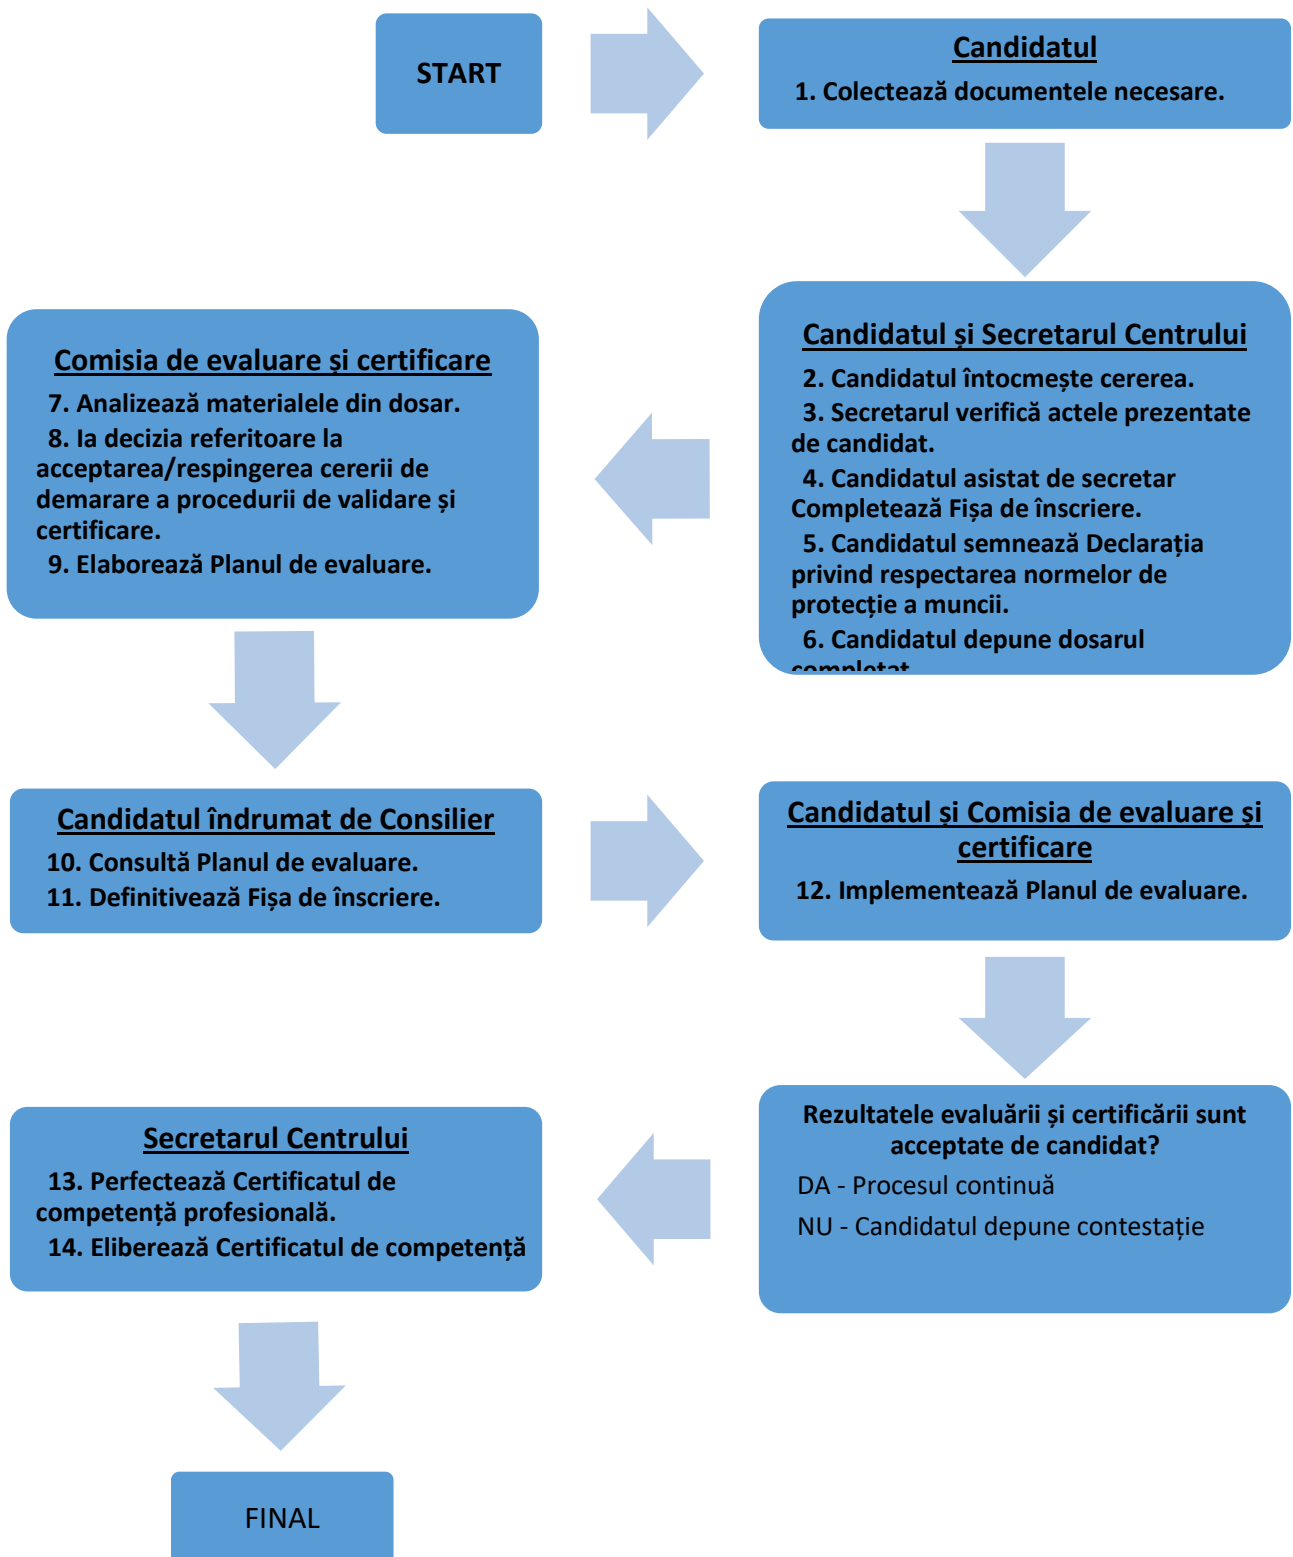 START
Candidatul
1. Colectează documentele necesare.
Candidatul și Secretarul Centrului
2. Candidatul întocmește cererea.
3. Secretarul verifică actele prezentate
de candidat.
4. Candidatul asistat de secretar
Completează Fișa de înscriere.
5. Candidatul semnează Declarația
privind respectarea normelor de
protecție a muncii.
6. Candidatul depune dosarul
completat
Comisia de evaluare și certificare
7. Analizează materialele din dosar.
8. Ia decizia referitoare la
acceptarea/respingerea cererii de
demarare a procedurii de validare și
certificare.
9. Elaborează Planul de evaluare.
Candidatul îndrumat de Consilier
10. Consultă Planul de evaluare.
11. Definitivează Fișa de înscriere.
Candidatul și Comisia de evaluare și
certificare
12. Implementează Planul de evaluare.
Rezultatele evaluării și certificării sunt
acceptate de candidat?
DA - Procesul continuă
NU - Candidatul depune contestație
Secretarul Centrului
13. Perfectează Certificatul de
competență profesională.
14. Eliberează Certificatul de competență
FINAL